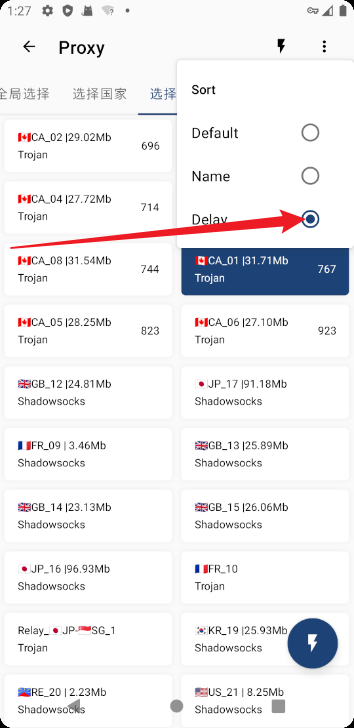 1:27
Proxy
全局选择
选择国家
选择
Sort
Default
Name
Delay
CA_02 |29.02Mb
Trojan
696
CA_04 |27.72Mb
Trojan
714
CA_08 |31.54Mb
Trojan
744
CA_01 |31.71Mb
Trojan
767
CA_05 |28.25Mb
Trojan
823
CA_06 |27.10Mb
Trojan
923
GB_12 |24.81Mb
Shadowsocks
JP_17 |91.18Mb
Shadowsocks
FR_09 | 3.46Mb
Shadowsocks
GB_13 |25.89Mb
Shadowsocks
GB_14 |23.13Mb
Shadowsocks
GB_15 |26.06Mb
Shadowsocks
JP_16 |96.93Mb
Shadowsocks
FR_10
Trojan
Relay_🇯🇵JP-🇸🇬SG_1
Trojan
KR_19 |25.93Mb
Shadowsocks
RE_20 | 2.23Mb
Shadowsocks
US_21 | 8.25Mb
Shadowsocks